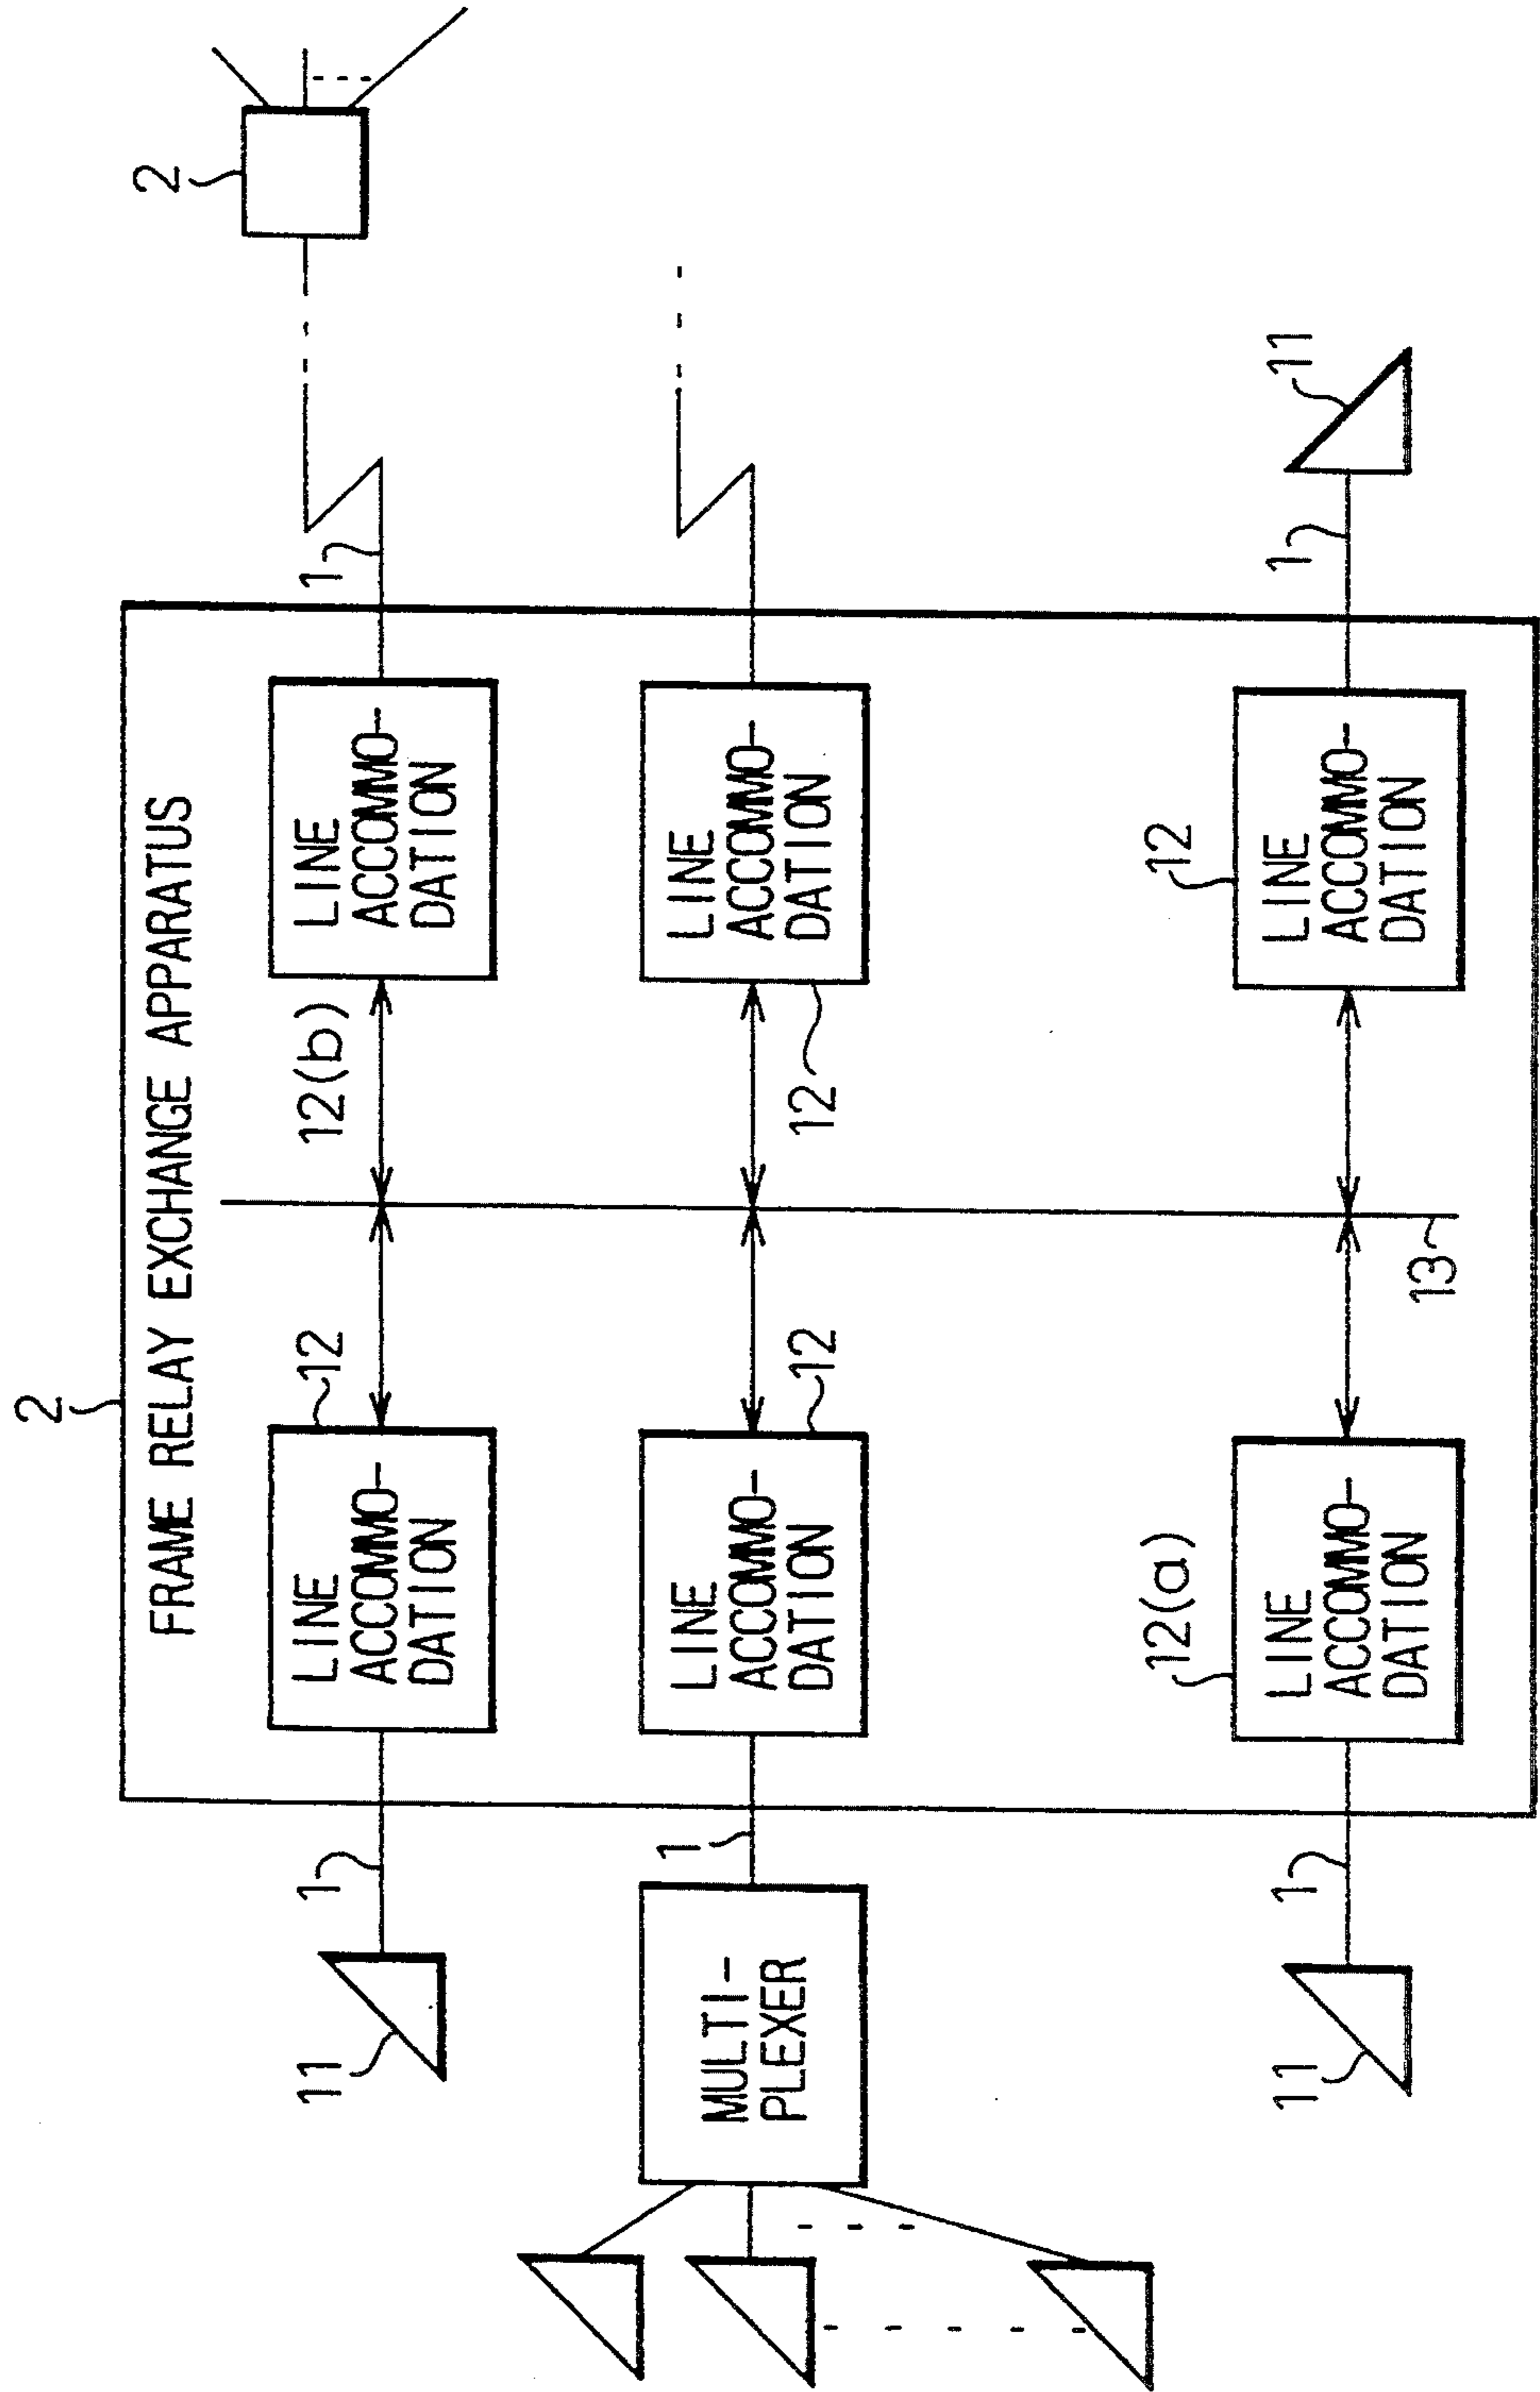 2
FRAME RELAY EXCHANGE APPARATUS
2
11
1
LINE
ACCOMMO-
DATION
12
12(b)
LINE
ACCOMMO-
DATION
1
MULTI-
PLEXER
1
LINE
ACCOMMO-
DATION
12
12
LINE
ACCOMMO-
DATION
11
1
12(a)
LINE
ACCOMMO-
DATION
13
12
LINE
ACCOMMO-
DATION
1
11